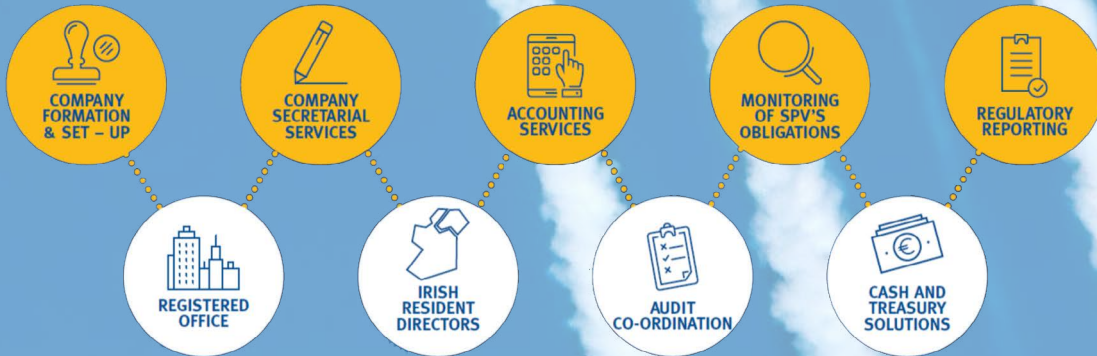 COMPANY
FORMATION
& SET – UP
COMPANY
SECRETARIAL
SERVICES
ACCOUNTING
SERVICES
MONITORING
OF SPV'S
OBLIGATIONS
REGULATORY
REPORTING
REGISTERED
OFFICE
IRISH
RESIDENT
DIRECTORS
AUDIT
CO-ORDINATION
CASH AND
TREASURY
SOLUTIONS